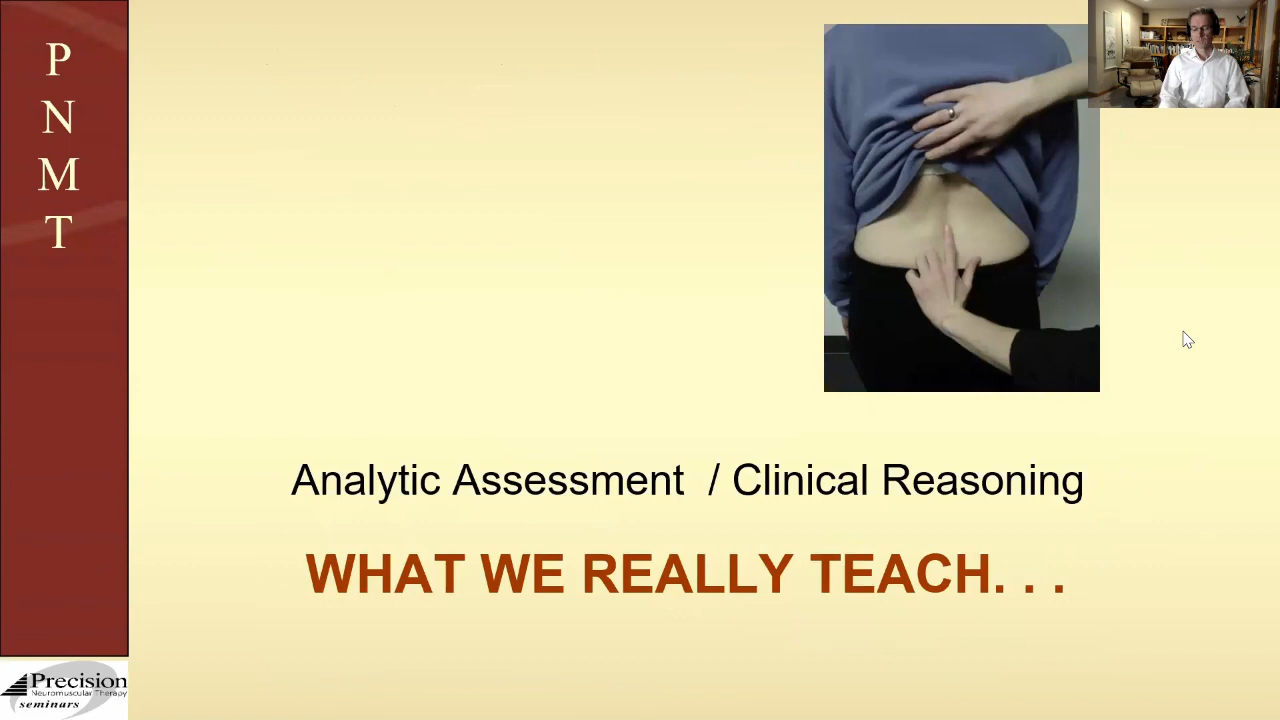 P
N
M
T
Analytic Assessment / Clinical Reasoning
WHAT WE REALLY TEACH. . .
Precision
Neuromuscular Therapy
seminars